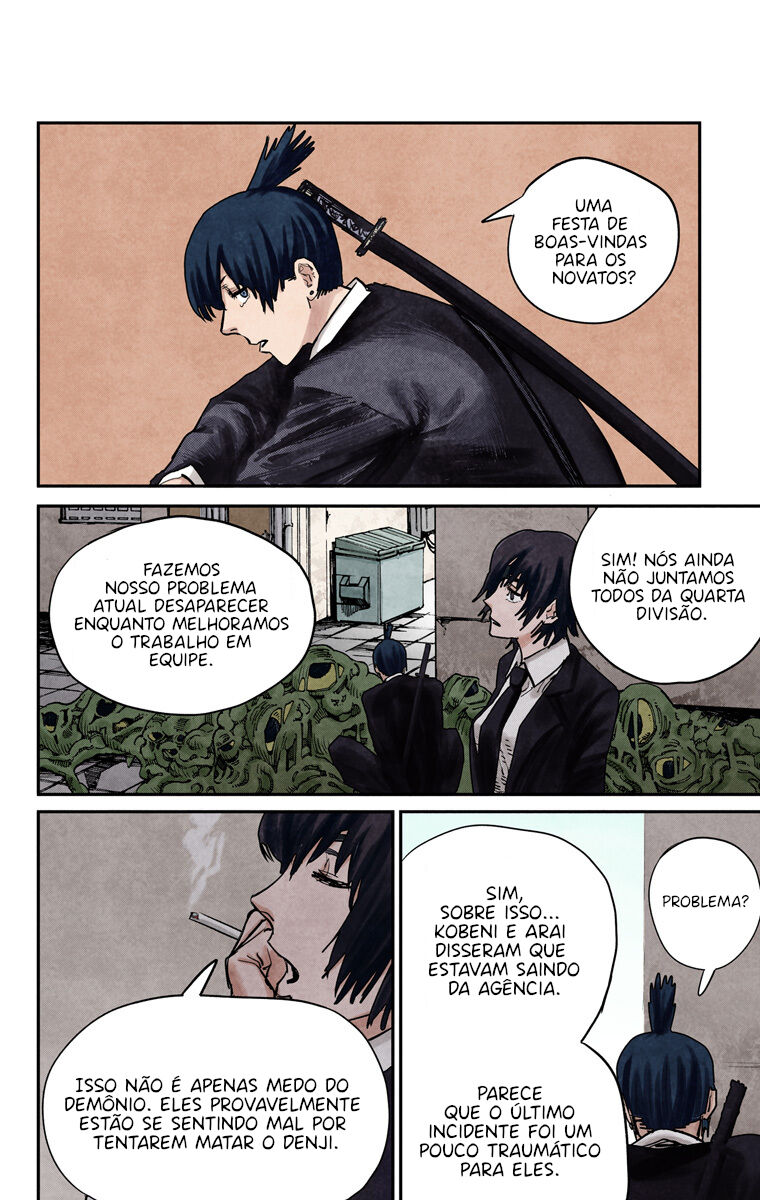 UMA
FESTA DE
BOAS-VINDAS
PARA OS
NOVATOS?
SIM! NÓS AINDA
NÃO JUNTAMOS
TODOS DA QUARTA
DIVISÃO.
FAZEMOS
NOSSO PROBLEMA
ATUAL DESAPARECER
ENQUANTO MELHORAMOS
O TRABALHO EM
EQUIPE.
PROBLEMA?
SIM,
SOBRE ISSO...
KOBENI E ARAI
DISSERAM QUE
ESTAVAM SAINDO
DA AGÊNCIA.
PARECE
QUE O ÚLTIMO
INCIDENTE FOI UM
POUCO TRAUMÁTICO
PARA ELES.
ISSO NÃO É APENAS MEDO DO
DEMÔNIO. ELES PROVAVELMENTE
ESTÃO SE SENTINDO MAL POR
TENTAREM MATAR O DENJI.